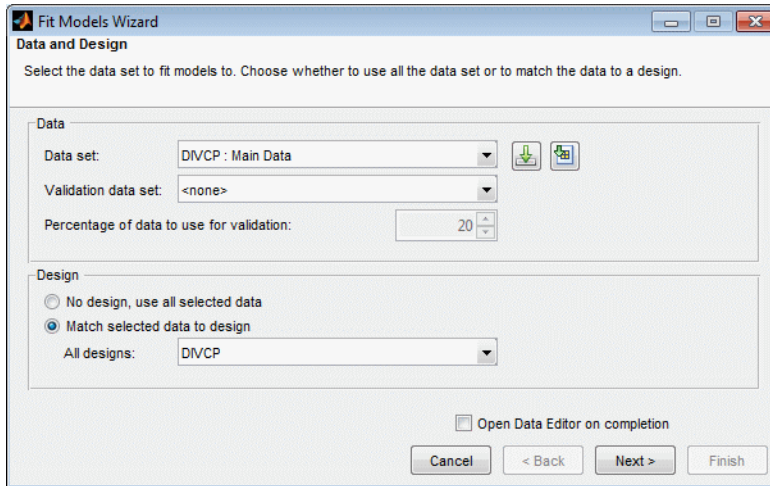 Fit Models Wizard
Data and Design
Select the data set to fit models to. Choose whether to use all the data set or to match the data to a design.
Data
Data set: DIVCP : Main Data
Validation data set: <none>
Percentage of data to use for validation: 20
Design
No design, use all selected data
Match selected data to design
All designs: DIVCP
Open Data Editor on completion
Cancel < Back Next > Finish